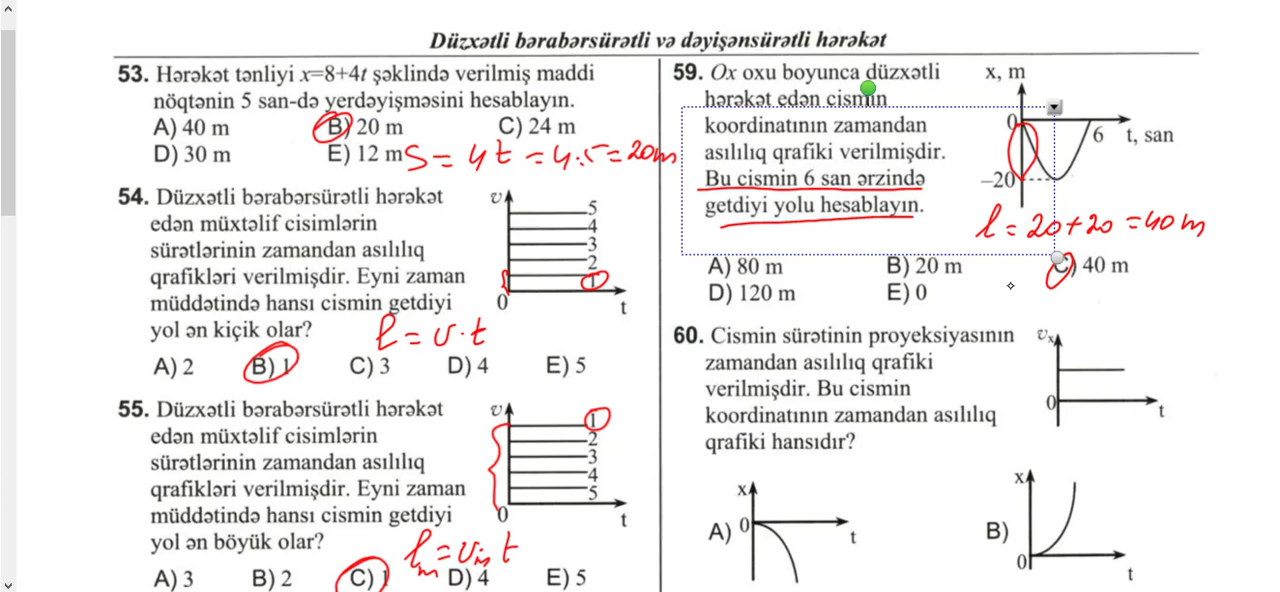 Düzxətli bərabərsürətli və dəyişənsürətli hərəkət
53. Hərəkət tənliyi x=8+4t şəklində verilmiş maddi
nöqtənin 5 san-də yerdəyişməsini hesablayın.
A) 40 m B) 20 m C) 24 m
D) 30 m E) 12 m S = 4t = 4.5 = 20m
54. Düzxətli bərabərsürətli hərəkət
edən müxtəlif cisimlərin
sürətlərinin zamandan asılılıq
qrafikləri verilmişdir. Eyni zaman
müddətində hansı cismin getdiyi
yol ən kiçik olar?
υ
5
4
3
2
1
0 t
ℓ = υ·t
A) 2 B) 1 C) 3 D) 4 E) 5
55. Düzxətli bərabərsürətli hərəkət
edən müxtəlif cisimlərin
sürətlərinin zamandan asılılıq
qrafikləri verilmişdir. Eyni zaman
müddətində hansı cismin getdiyi
yol ən böyük olar?
υ
1
2
3
4
5
0 t
ℓm = υm t
A) 3 B) 2 C) 1 D) 4 E) 5
59. Ox oxu boyunca düzxətli
hərəkət edən cismin
koordinatının zamandan
asılılıq qrafiki verilmişdir.
Bu cismin 6 san ərzində
getdiyi yolu hesablayın.
x, m
0
6 t, san
–20
ℓ = 20+20 = 40 m
A) 80 m B) 20 m C) 40 m
D) 120 m E) 0
60. Cismin sürətinin proyeksiyasının
zamandan asılılıq qrafiki
verilmişdir. Bu cismin
koordinatının zamandan asılılıq
qrafiki hansıdır?
υx
0
t
A) x 0 t
B) x 0 t